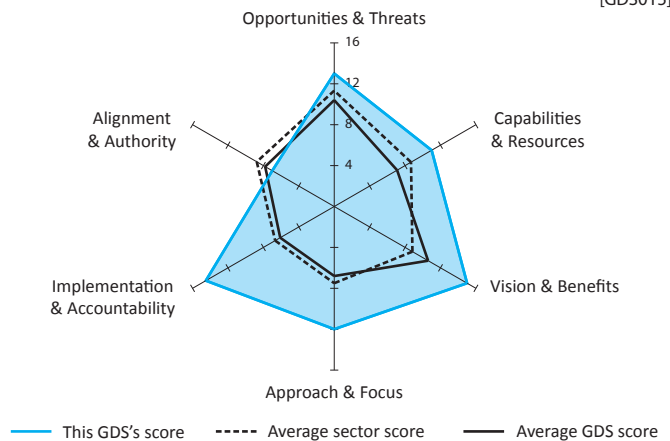 [GDS015]
Opportunities & Threats
16
12
8
4
Alignment
& Authority
Capabilities
& Resources
Implementation
& Accountability
Vision & Benefits
Approach & Focus
This GDS's score
Average sector score
Average GDS score